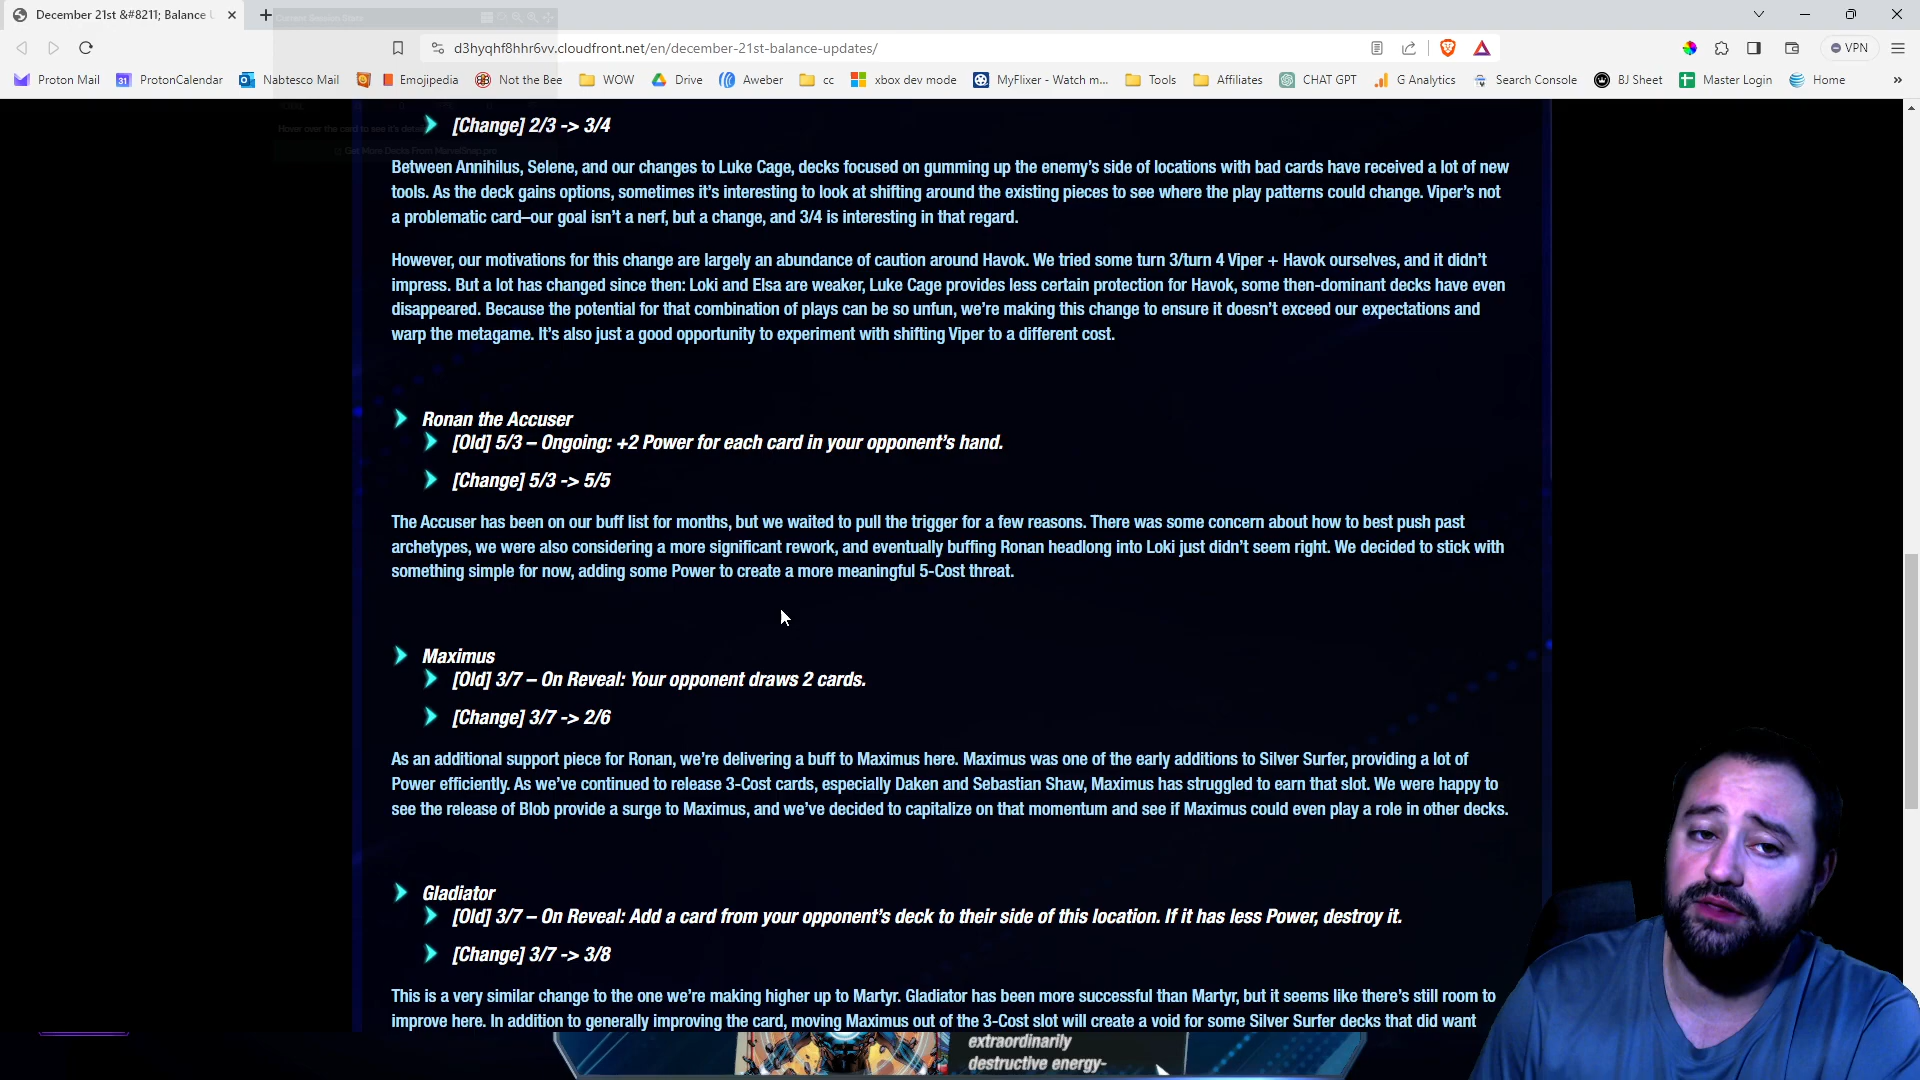 December 21st &#8211; Balance U
d3hyqhf8hhr6vv.cloudfront.net/en/december-21st-balance-updates/
VPN
Proton Mail
ProtonCalendar
Nabtesco Mail
Emojipedia
Not the Bee
WOW
Drive
Aweber
cc
xbox dev mode
MyFlixer - Watch m...
Tools
Affiliates
CHAT GPT
G Analytics
Search Console
BJ Sheet
Master Login
Home
»
Hover over the card to see it's deta
Get More Decks From MarvelSnap.pro
[Change] 2/3 -> 3/4
Between Annihilus, Selene, and our changes to Luke Cage, decks focused on gumming up the enemy's side of locations with bad cards have received a lot of new
tools. As the deck gains options, sometimes it's interesting to look at shifting around the existing pieces to see where the play patterns could change. Viper's not
a problematic card–our goal isn't a nerf, but a change, and 3/4 is interesting in that regard.
However, our motivations for this change are largely an abundance of caution around Havok. We tried some turn 3/turn 4 Viper + Havok ourselves, and it didn't
impress. But a lot has changed since then: Loki and Elsa are weaker, Luke Cage provides less certain protection for Havok, some then-dominant decks have even
disappeared. Because the potential for that combination of plays can be so unfun, we're making this change to ensure it doesn't exceed our expectations and
warp the metagame. It's also just a good opportunity to experiment with shifting Viper to a different cost.
Ronan the Accuser
[Old] 5/3 – Ongoing: +2 Power for each card in your opponent's hand.
[Change] 5/3 -> 5/5
The Accuser has been on our buff list for months, but we waited to pull the trigger for a few reasons. There was some concern about how to best push past
archetypes, we were also considering a more significant rework, and eventually buffing Ronan headlong into Loki just didn't seem right. We decided to stick with
something simple for now, adding some Power to create a more meaningful 5-Cost threat.
Maximus
[Old] 3/7 – On Reveal: Your opponent draws 2 cards.
[Change] 3/7 -> 2/6
As an additional support piece for Ronan, we're delivering a buff to Maximus here. Maximus was one of the early additions to Silver Surfer, providing a lot of
Power efficiently. As we've continued to release 3-Cost cards, especially Daken and Sebastian Shaw, Maximus has struggled to earn that slot. We were happy to
see the release of Blob provide a surge to Maximus, and we've decided to capitalize on that momentum and see if Maximus could even play a role in other decks.
Gladiator
[Old] 3/7 – On Reveal: Add a card from your opponent's deck to their side of this location. If it has less Power, destroy it.
[Change] 3/7 -> 3/8
This is a very similar change to the one we're making higher up to Martyr. Gladiator has been more successful than Martyr, but it seems like there's still room to
improve here. In addition to generally improving the card, moving Maximus out of the 3-Cost slot will create a void for some Silver Surfer decks that did want
extraordinarily
destructive energy-